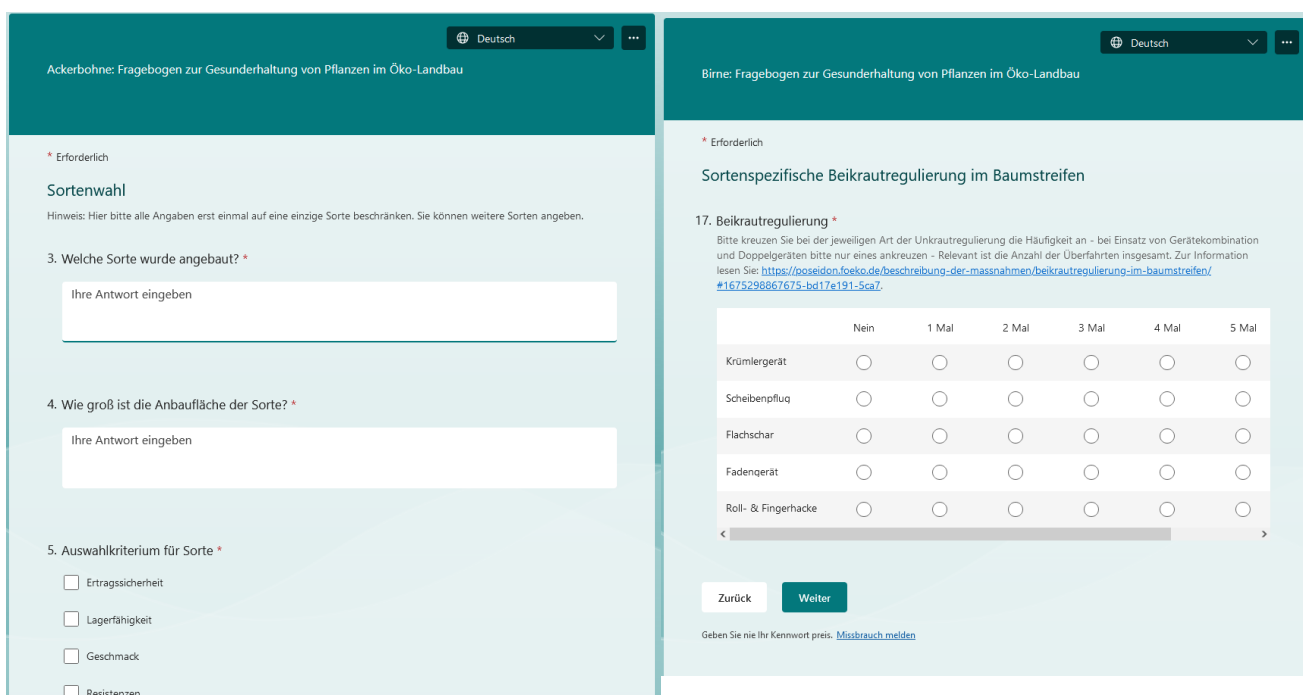 Deutsch
Ackerbohne: Fragebogen zur Gesunderhaltung von Pflanzen im Öko-Landbau
* Erforderlich
Sortenwahl
Hinweis: Hier bitte alle Angaben erst einmal auf eine einzige Sorte beschränken. Sie können weitere Sorten angeben.
3. Welche Sorte wurde angebaut? *
Ihre Antwort eingeben
4. Wie groß ist die Anbaufläche der Sorte? *
Ihre Antwort eingeben
5. Auswahlkriterium für Sorte *
Ertragssicherheit
Lagerfähigkeit
Geschmack
Resistenzen
Deutsch
Birne: Fragebogen zur Gesunderhaltung von Pflanzen im Öko-Landbau
* Erforderlich
Sortenspezifische Beikrautregulierung im Baumstreifen
17. Beikrautregulierung *
Bitte kreuzen Sie bei der jeweiligen Art der Unkrautregulierung die Häufigkeit an - bei Einsatz von Gerätekombination
und Doppelgeräten bitte nur eines ankreuzen - Relevant ist die Anzahl der Überfahrten insgesamt. Zur Information
lesen Sie: https://poseidon.foeko.de/beschreibung-der-massnahmen/beikrautregulierung-im-baumstreifen/
#1675298867675-bd17e191-5ca7.
Nein 1 Mal 2 Mal 3 Mal 4 Mal 5 Mal
Krümlergerät
Scheibenpflug
Flachschar
Fadengerät
Roll- & Fingerhacke
Zurück Weiter
Geben Sie nie Ihr Kennwort preis. Missbrauch melden